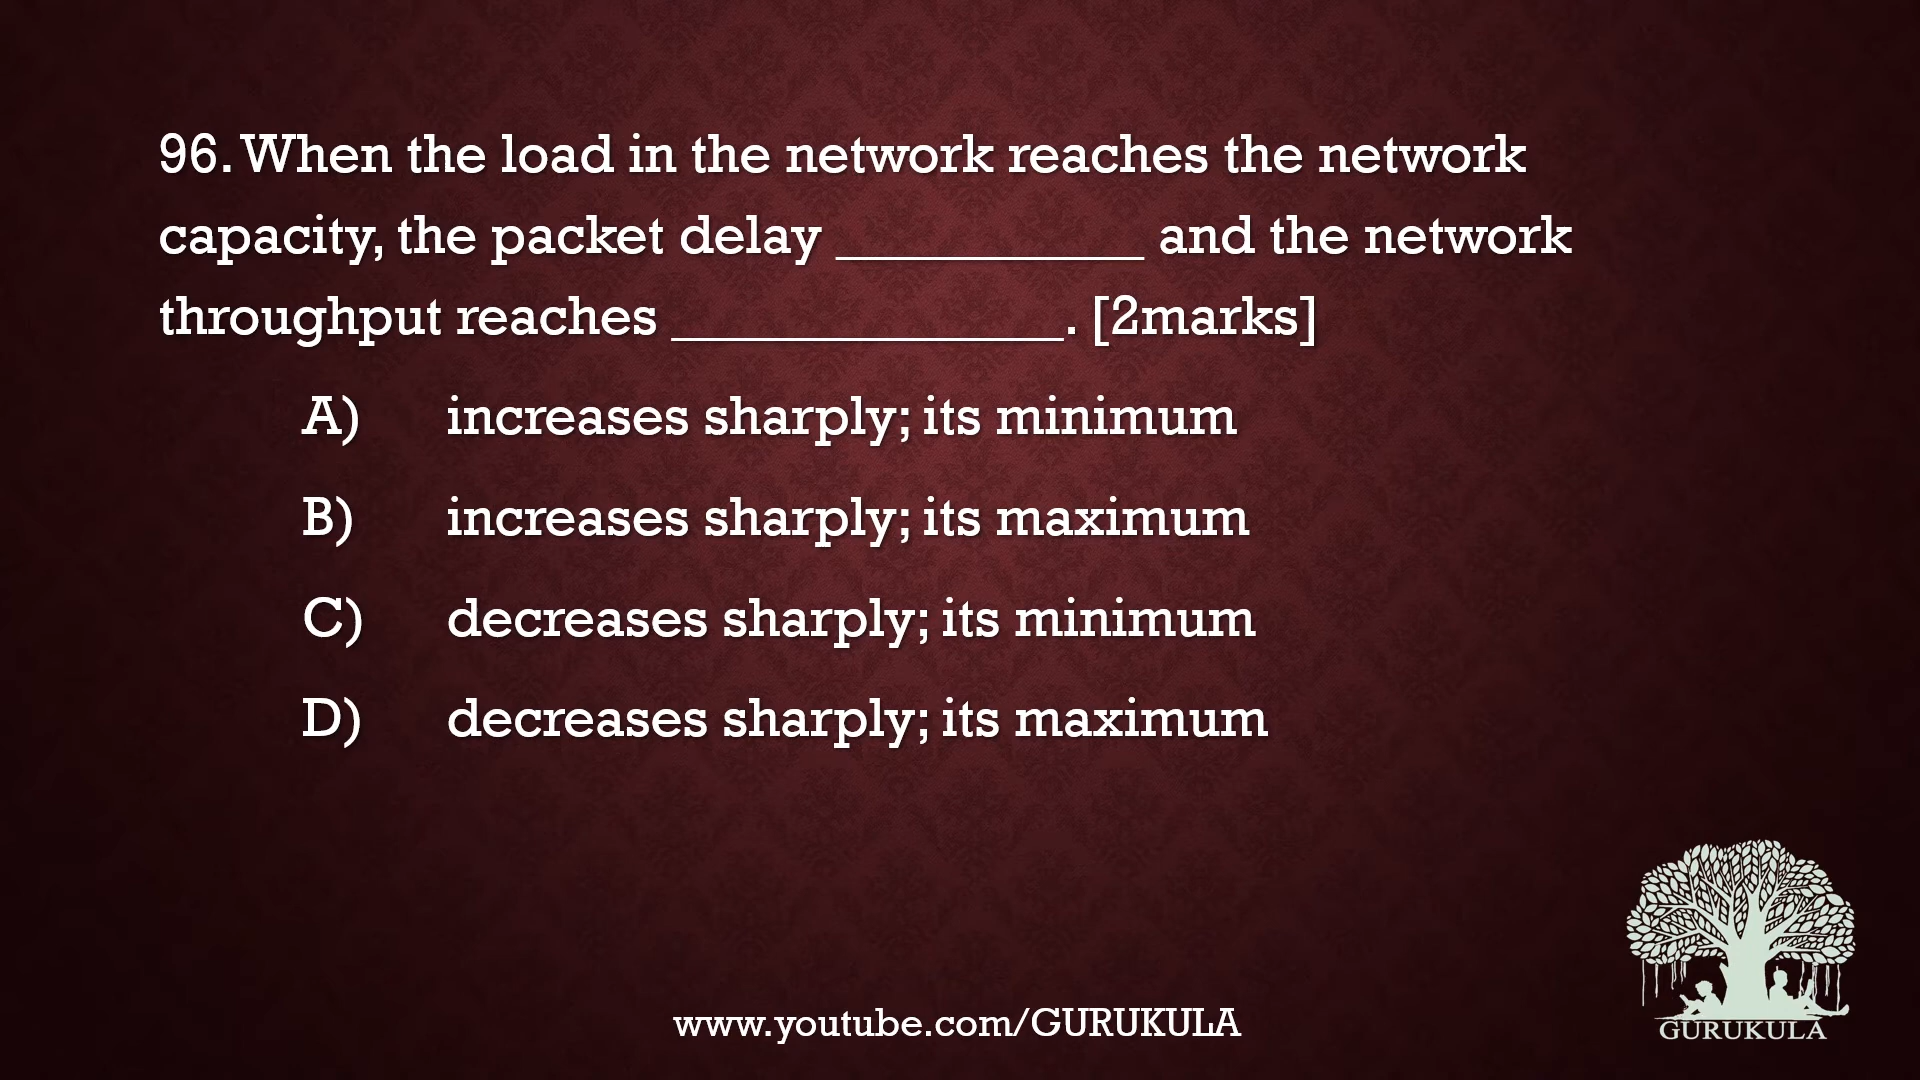 96. When the load in the network reaches the network
capacity, the packet delay ____________ and the network
throughput reaches _______________. [2marks]
A) increases sharply; its minimum
B) increases sharply; its maximum
C) decreases sharply; its minimum
D) decreases sharply; its maximum
GURUKULA
www.youtube.com/GURUKULA